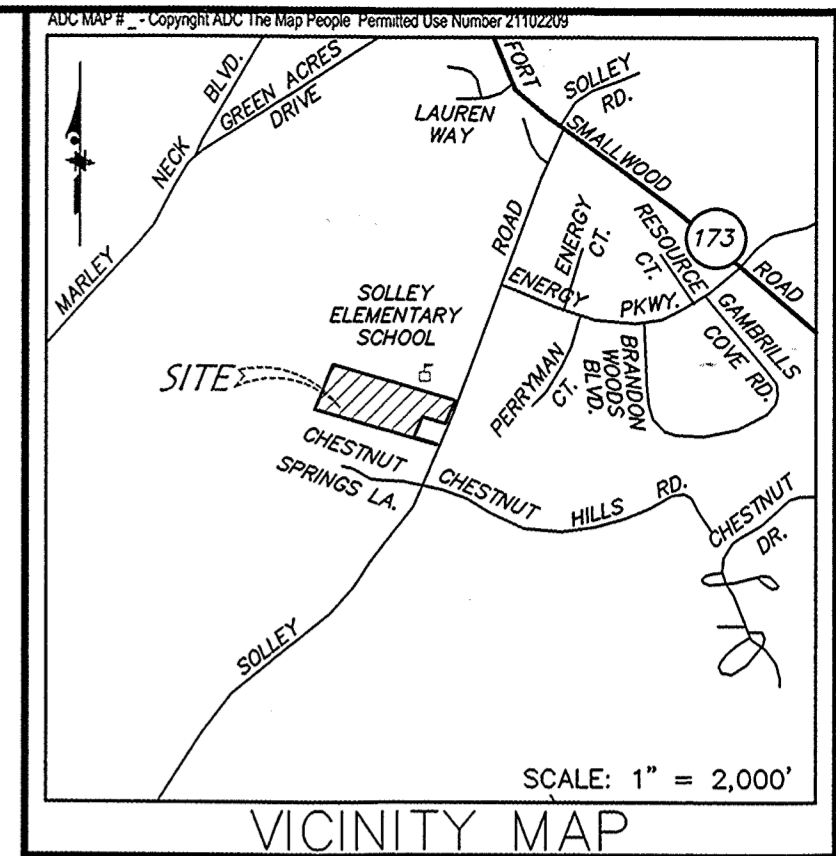 ADC MAP # _ - Copyright ADC The Map People Permitted Use Number 21102209
MARLEY NECK BLVD.
GREEN ACRES
DRIVE
LAUREN
WAY
FORT SMALLWOOD ROAD
SOLLEY
RD.
173
SOLLEY ROAD
ENERGY
CT.
RESOURCE
CT.
ENERGY PKWY.
GAMBRILLS
COVE RD.
PERRYMAN
CT.
BRANDON
WOODS
BLVD.
SOLLEY
ELEMENTARY
SCHOOL
SITE
CHESTNUT
SPRINGS LA.
CHESTNUT HILLS RD.
CHESTNUT
DR.
SCALE: 1" = 2,000'
VICINITY MAP